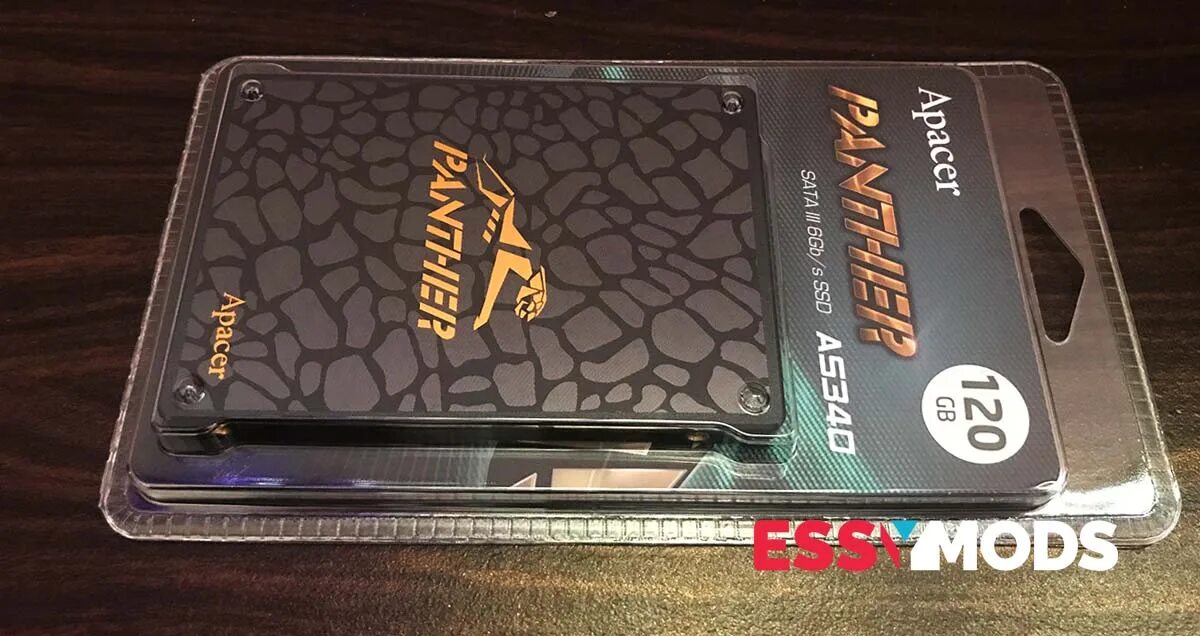 Apacer
PANTHER
SATA III 6Gb/s SSD AS340
120
GB
PANTHER
Apacer
ESSYMODS